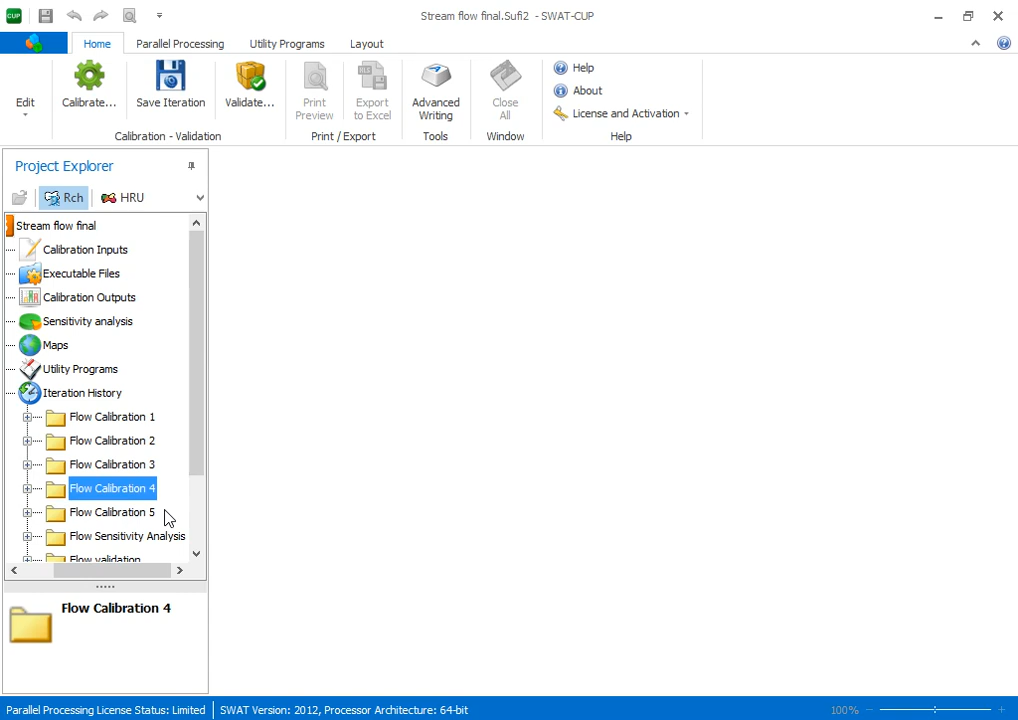 CUP
Stream flow final.Sufi2 - SWAT-CUP
Home Parallel Processing Utility Programs Layout
Edit
Calibrate...
Save Iteration
Validate...
Calibration - Validation
Print
Preview
Export
to Excel
Print / Export
Advanced
Writing
Tools
Close
All
Window
Help
About
License and Activation
Help
Project Explorer
Rch HRU
Stream flow final
Calibration Inputs
Executable Files
Calibration Outputs
Sensitivity analysis
Maps
Utility Programs
Iteration History
Flow Calibration 1
Flow Calibration 2
Flow Calibration 3
Flow Calibration 4
Flow Calibration 5
Flow Sensitivity Analysis
Flow validation
Flow Calibration 4
Parallel Processing License Status: Limited SWAT Version: 2012, Processor Architecture: 64-bit 100%